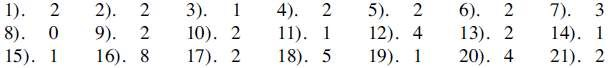 1). 2 2). 2 3). 1 4). 2 5). 2 6). 2 7). 3
8). 0 9). 2 10). 2 11). 1 12). 4 13). 2 14). 1
15). 1 16). 8 17). 2 18). 5 19). 1 20). 4 21). 2